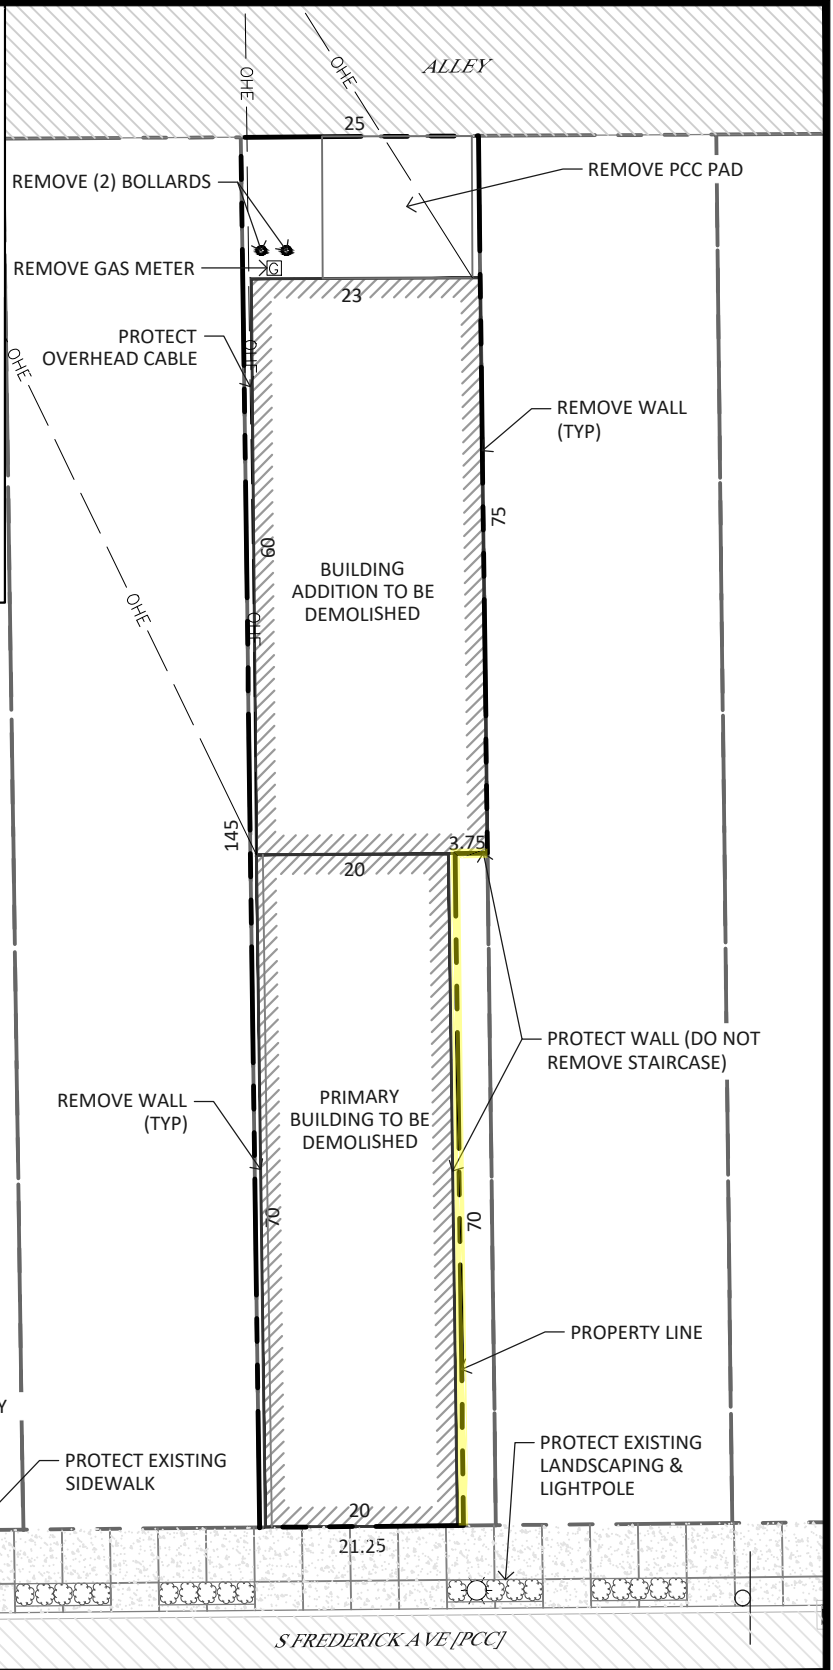 ALLEY
OHE
OHE
25
REMOVE PCC PAD
REMOVE (2) BOLLARDS
REMOVE GAS METER
G
23
PROTECT
OVERHEAD CABLE
OHE
OHE
REMOVE WALL
(TYP)
75
60
BUILDING
ADDITION TO BE
DEMOLISHED
OHE
OHE
145
3.75
20
PROTECT WALL (DO NOT
REMOVE STAIRCASE)
REMOVE WALL
(TYP)
PRIMARY
BUILDING TO BE
DEMOLISHED
70
70
PROPERTY LINE
Y
PROTECT EXISTING
SIDEWALK
PROTECT EXISTING
LANDSCAPING &
LIGHTPOLE
20
21.25
S FREDERICK AVE [PCC]